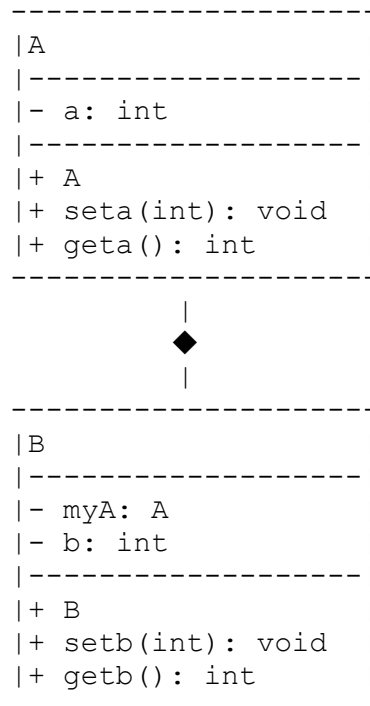 ---------------------
|A
|-------------------
|- a: int
|-------------------
|+ A
|+ seta(int): void
|+ geta(): int
---------------------
|
◆
|
---------------------
|B
|-------------------
|- myA: A
|- b: int
|-------------------
|+ B
|+ setb(int): void
|+ getb(): int